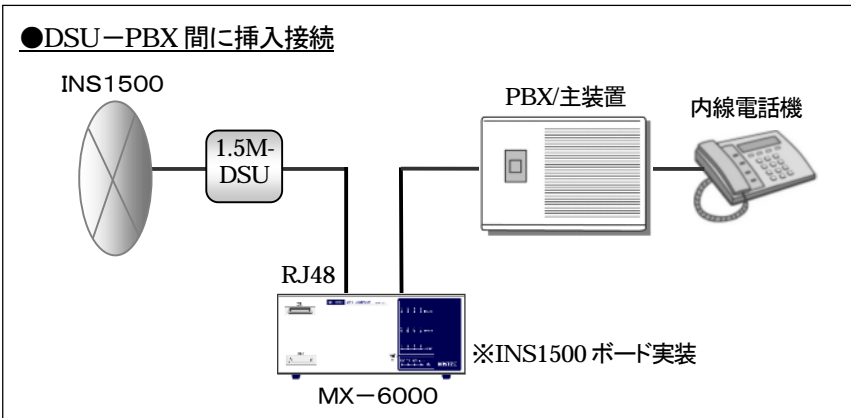 ●DSU－PBX 間に挿入接続
INS1500
PBX/主装置
内線電話機
1.5M-
DSU
RJ48
※INS1500 ボード実装
MX－6000